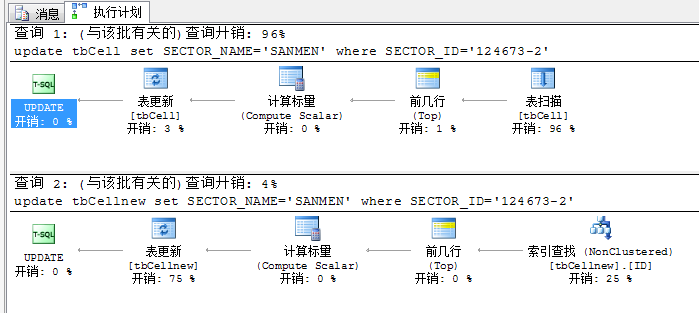 消息 执行计划
查询 1: (与该批有关的)查询开销: 96%
update tbCell set SECTOR_NAME='SANMEN' where SECTOR_ID='124673-2'
T-SQL
UPDATE
开销: 0 %
表更新
[tbCell]
开销: 3 %
计算标量
(Compute Scalar)
开销: 0 %
前几行
(Top)
开销: 1 %
表扫描
[tbCell]
开销: 96 %
查询 2: (与该批有关的)查询开销: 4%
update tbCellnew set SECTOR_NAME='SANMEN' where SECTOR_ID='124673-2'
T-SQL
UPDATE
开销: 0 %
表更新
[tbCellnew]
开销: 75 %
计算标量
(Compute Scalar)
开销: 0 %
前几行
(Top)
开销: 0 %
索引查找 (NonClustered)
[tbCellnew].[ID]
开销: 25 %